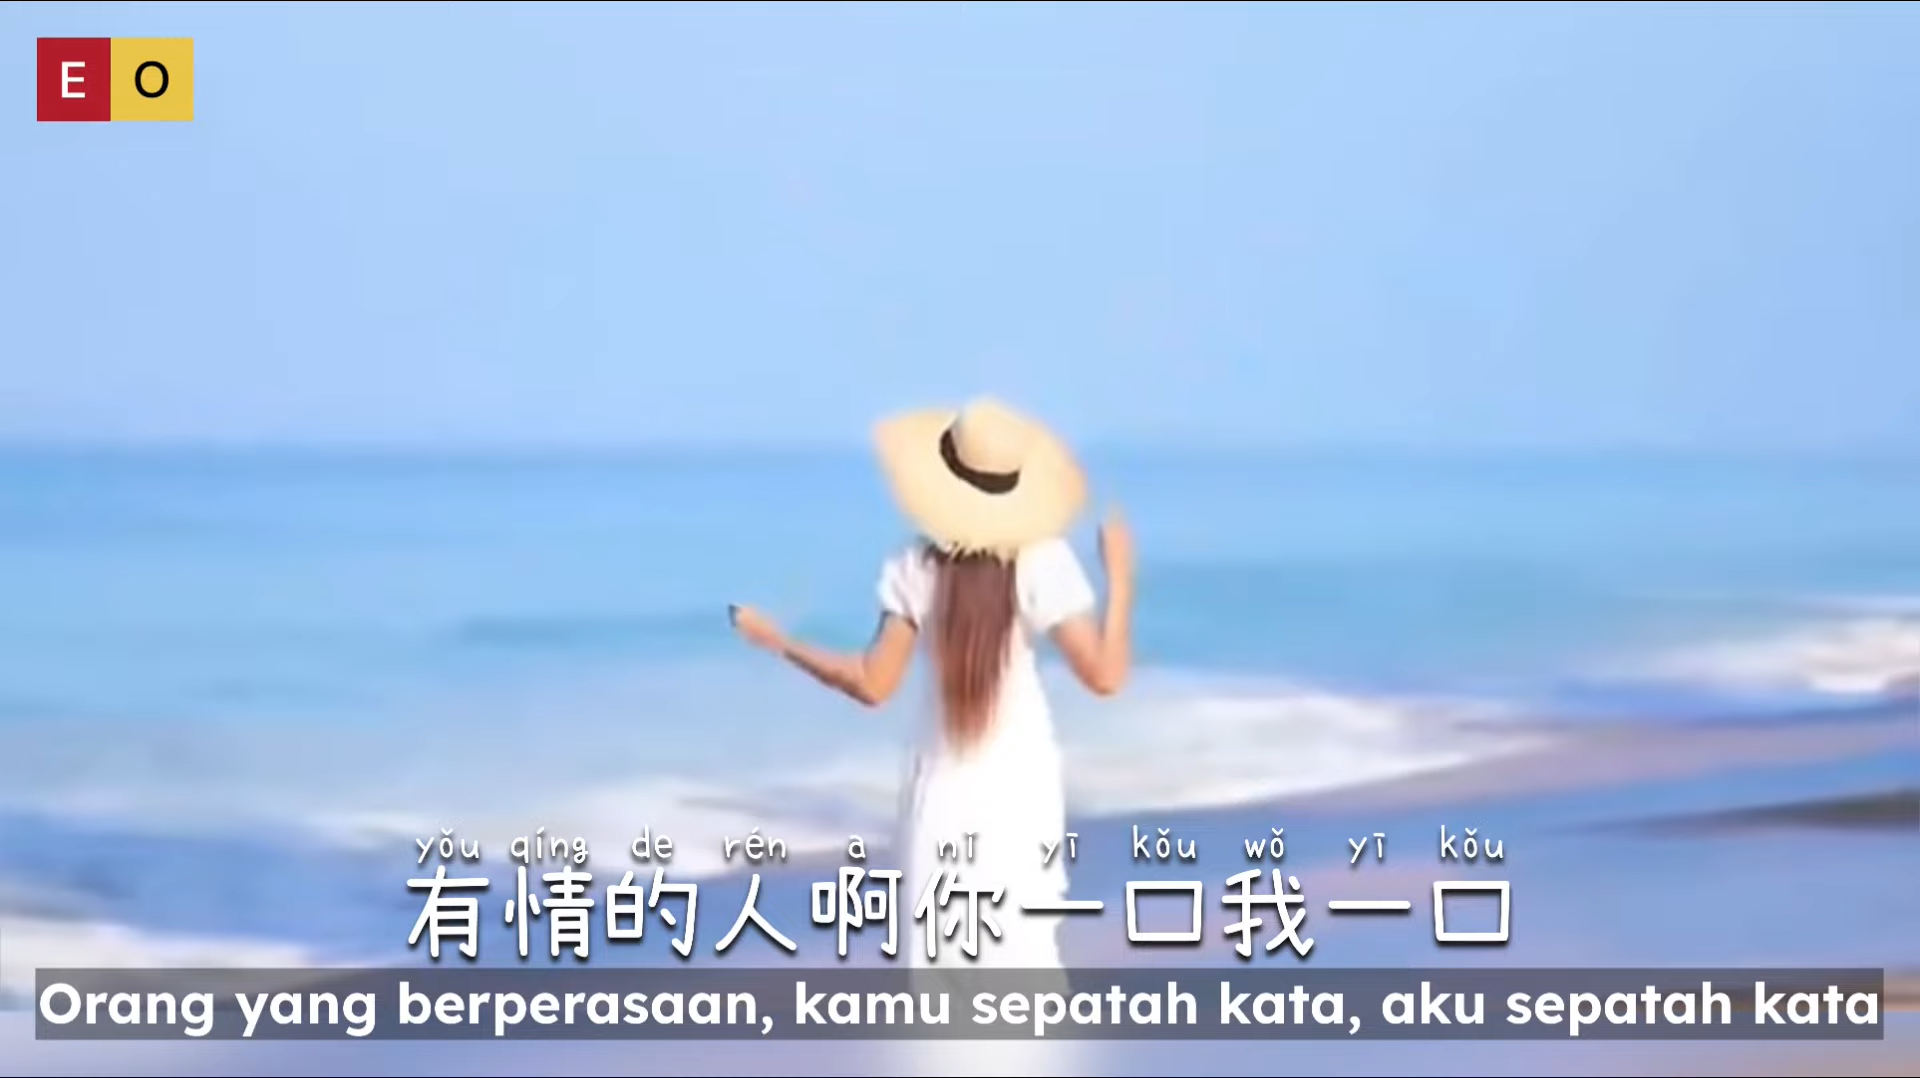 E O
yǒu qíng de rén a nǐ yī kǒu wǒ yī kǒu
有情的人啊你一口我一口
Orang yang berperasaan, kamu sepatah kata, aku sepatah kata